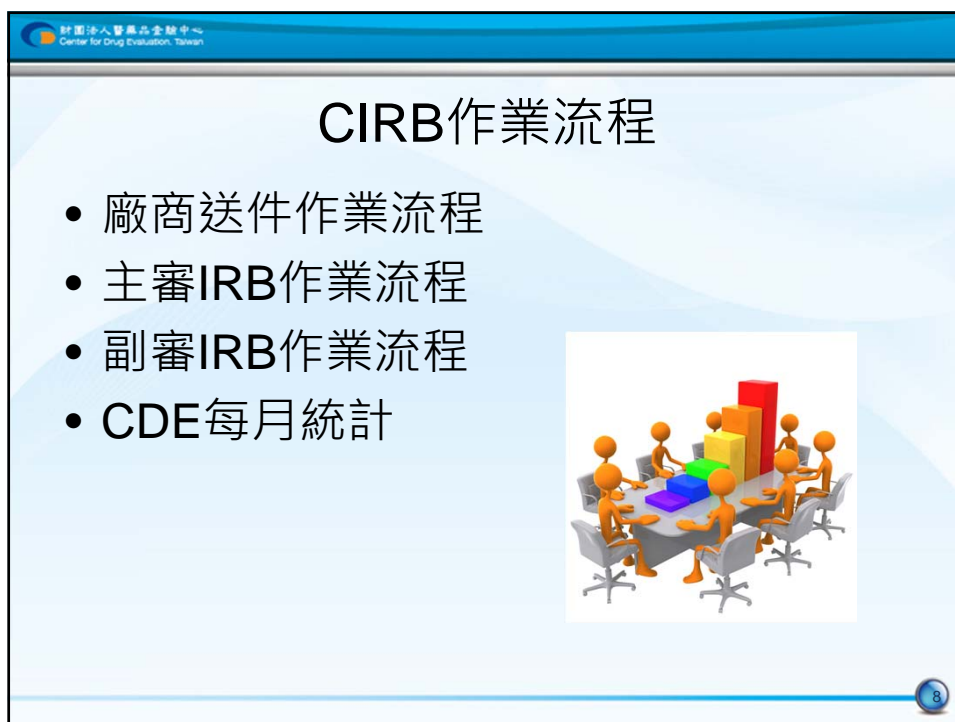 財團法人醫藥品查驗中心
Center for Drug Evaluation, Taiwan
CIRB作業流程
• 廠商送件作業流程
• 主審IRB作業流程
• 副審IRB作業流程
• CDE每月統計
8